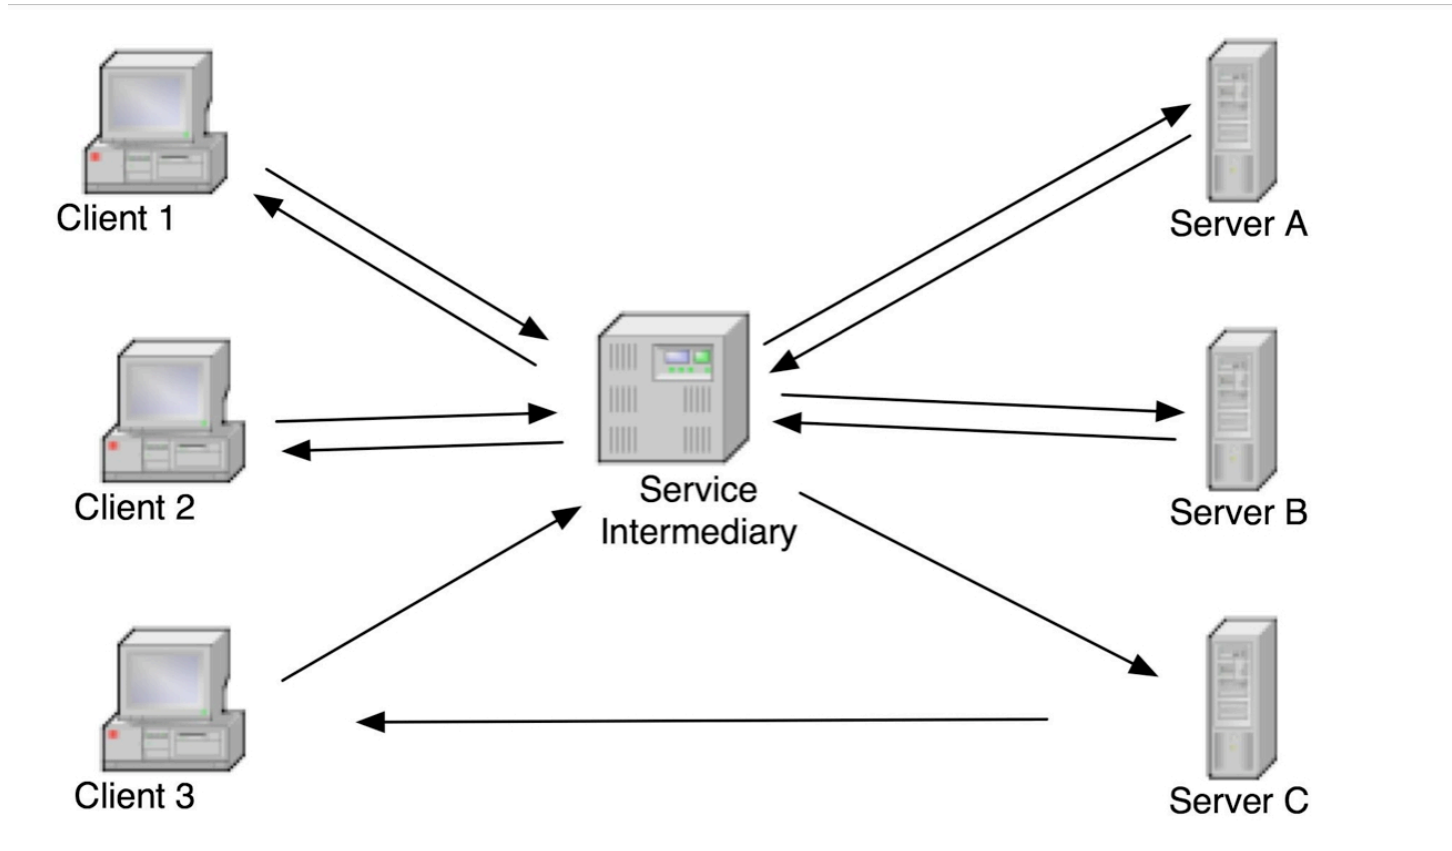 Client 1
Server A
Client 2
Service
Intermediary
Server B
Client 3
Server C